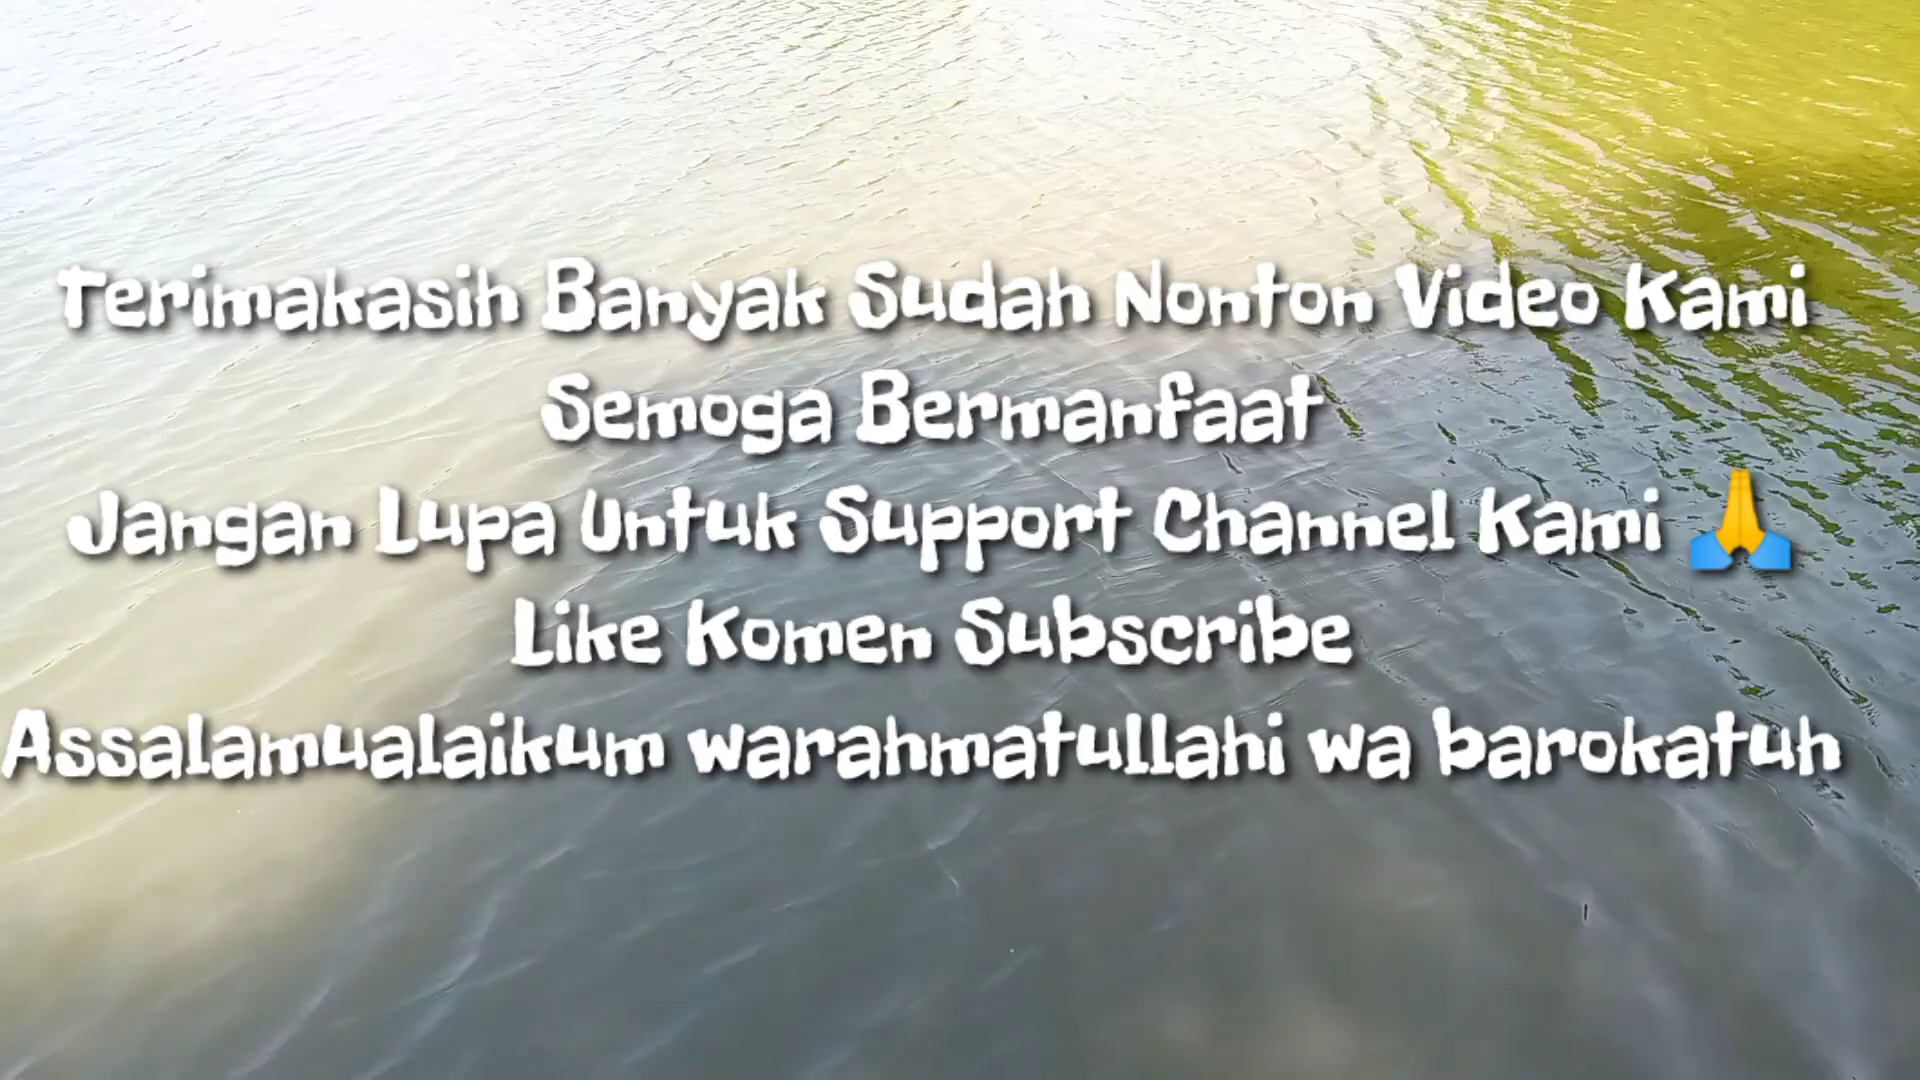 Terimakasih Banyak Sudah Nonton Video Kami
Semoga Bermanfaat
Jangan Lupa Untuk Support Channel Kami 🙏
Like Komen Subscribe
Assalamualaikum warahmatullahi wa barokatuh